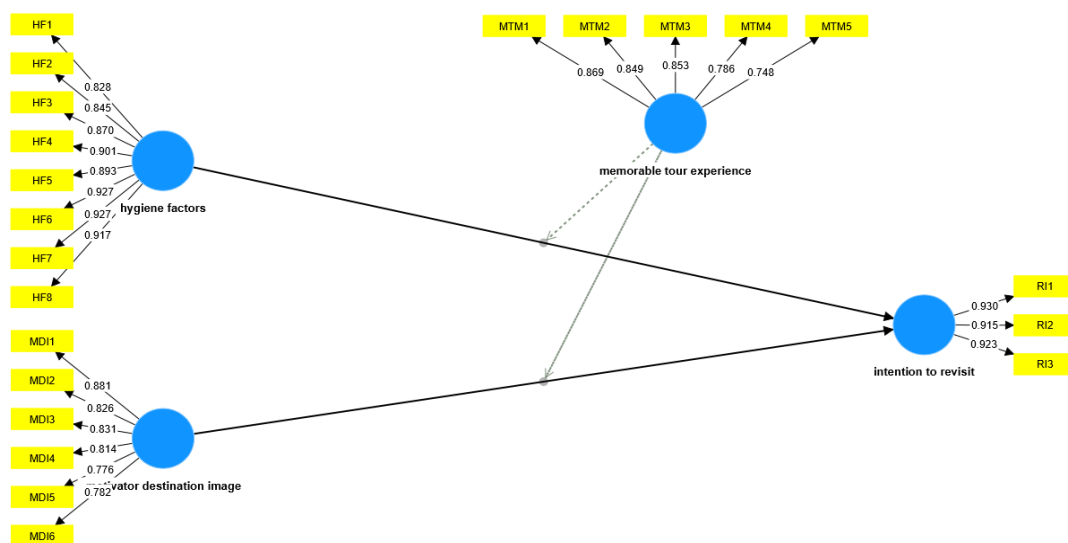 HF1
HF2
HF3
HF4
HF5
HF6
HF7
HF8
0.828
0.845
0.870
0.901
0.893
0.927
0.927
0.917
hygiene factors
MTM1
MTM2
MTM3
MTM4
MTM5
0.869
0.849
0.853
0.786
0.748
memorable tour experience
MDI1
MDI2
MDI3
MDI4
MDI5
MDI6
0.881
0.826
0.831
0.814
0.776
0.782
motivator destination image
RI1
RI2
RI3
0.930
0.915
0.923
intention to revisit